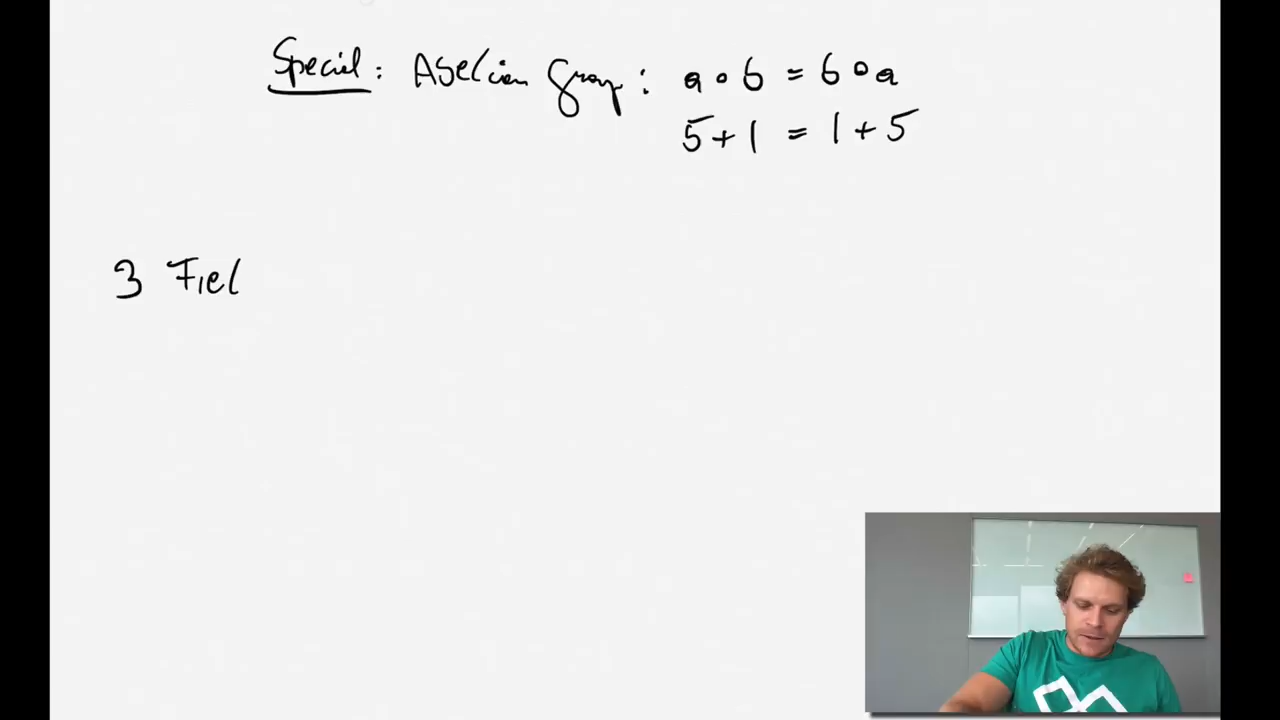 Special: Abelian group: a ∘ b = b ∘ a
5 + 1 = 1 + 5
3 Fiel